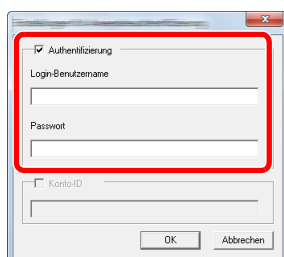 Authentifizierung
Login-Benutzername
Passwort
Konto-ID
OK Abbrechen